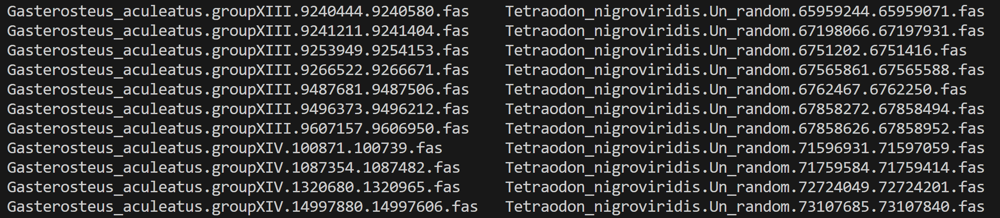 Gasterosteus_aculeatus.groupXIII.9240444.9240580.fas Tetraodon_nigroviridis.Un_random.65959244.65959071.fas
Gasterosteus_aculeatus.groupXIII.9241211.9241404.fas Tetraodon_nigroviridis.Un_random.67198066.67197931.fas
Gasterosteus_aculeatus.groupXIII.9253949.9254153.fas Tetraodon_nigroviridis.Un_random.6751202.6751416.fas
Gasterosteus_aculeatus.groupXIII.9266522.9266671.fas Tetraodon_nigroviridis.Un_random.67565861.67565588.fas
Gasterosteus_aculeatus.groupXIII.9487681.9487506.fas Tetraodon_nigroviridis.Un_random.6762467.6762250.fas
Gasterosteus_aculeatus.groupXIII.9496373.9496212.fas Tetraodon_nigroviridis.Un_random.67858272.67858494.fas
Gasterosteus_aculeatus.groupXIII.9607157.9606950.fas Tetraodon_nigroviridis.Un_random.67858626.67858952.fas
Gasterosteus_aculeatus.groupXIV.100871.100739.fas Tetraodon_nigroviridis.Un_random.71596931.71597059.fas
Gasterosteus_aculeatus.groupXIV.1087354.1087482.fas Tetraodon_nigroviridis.Un_random.71759584.71759414.fas
Gasterosteus_aculeatus.groupXIV.1320680.1320965.fas Tetraodon_nigroviridis.Un_random.72724049.72724201.fas
Gasterosteus_aculeatus.groupXIV.14997880.14997606.fas Tetraodon_nigroviridis.Un_random.73107685.73107840.fas